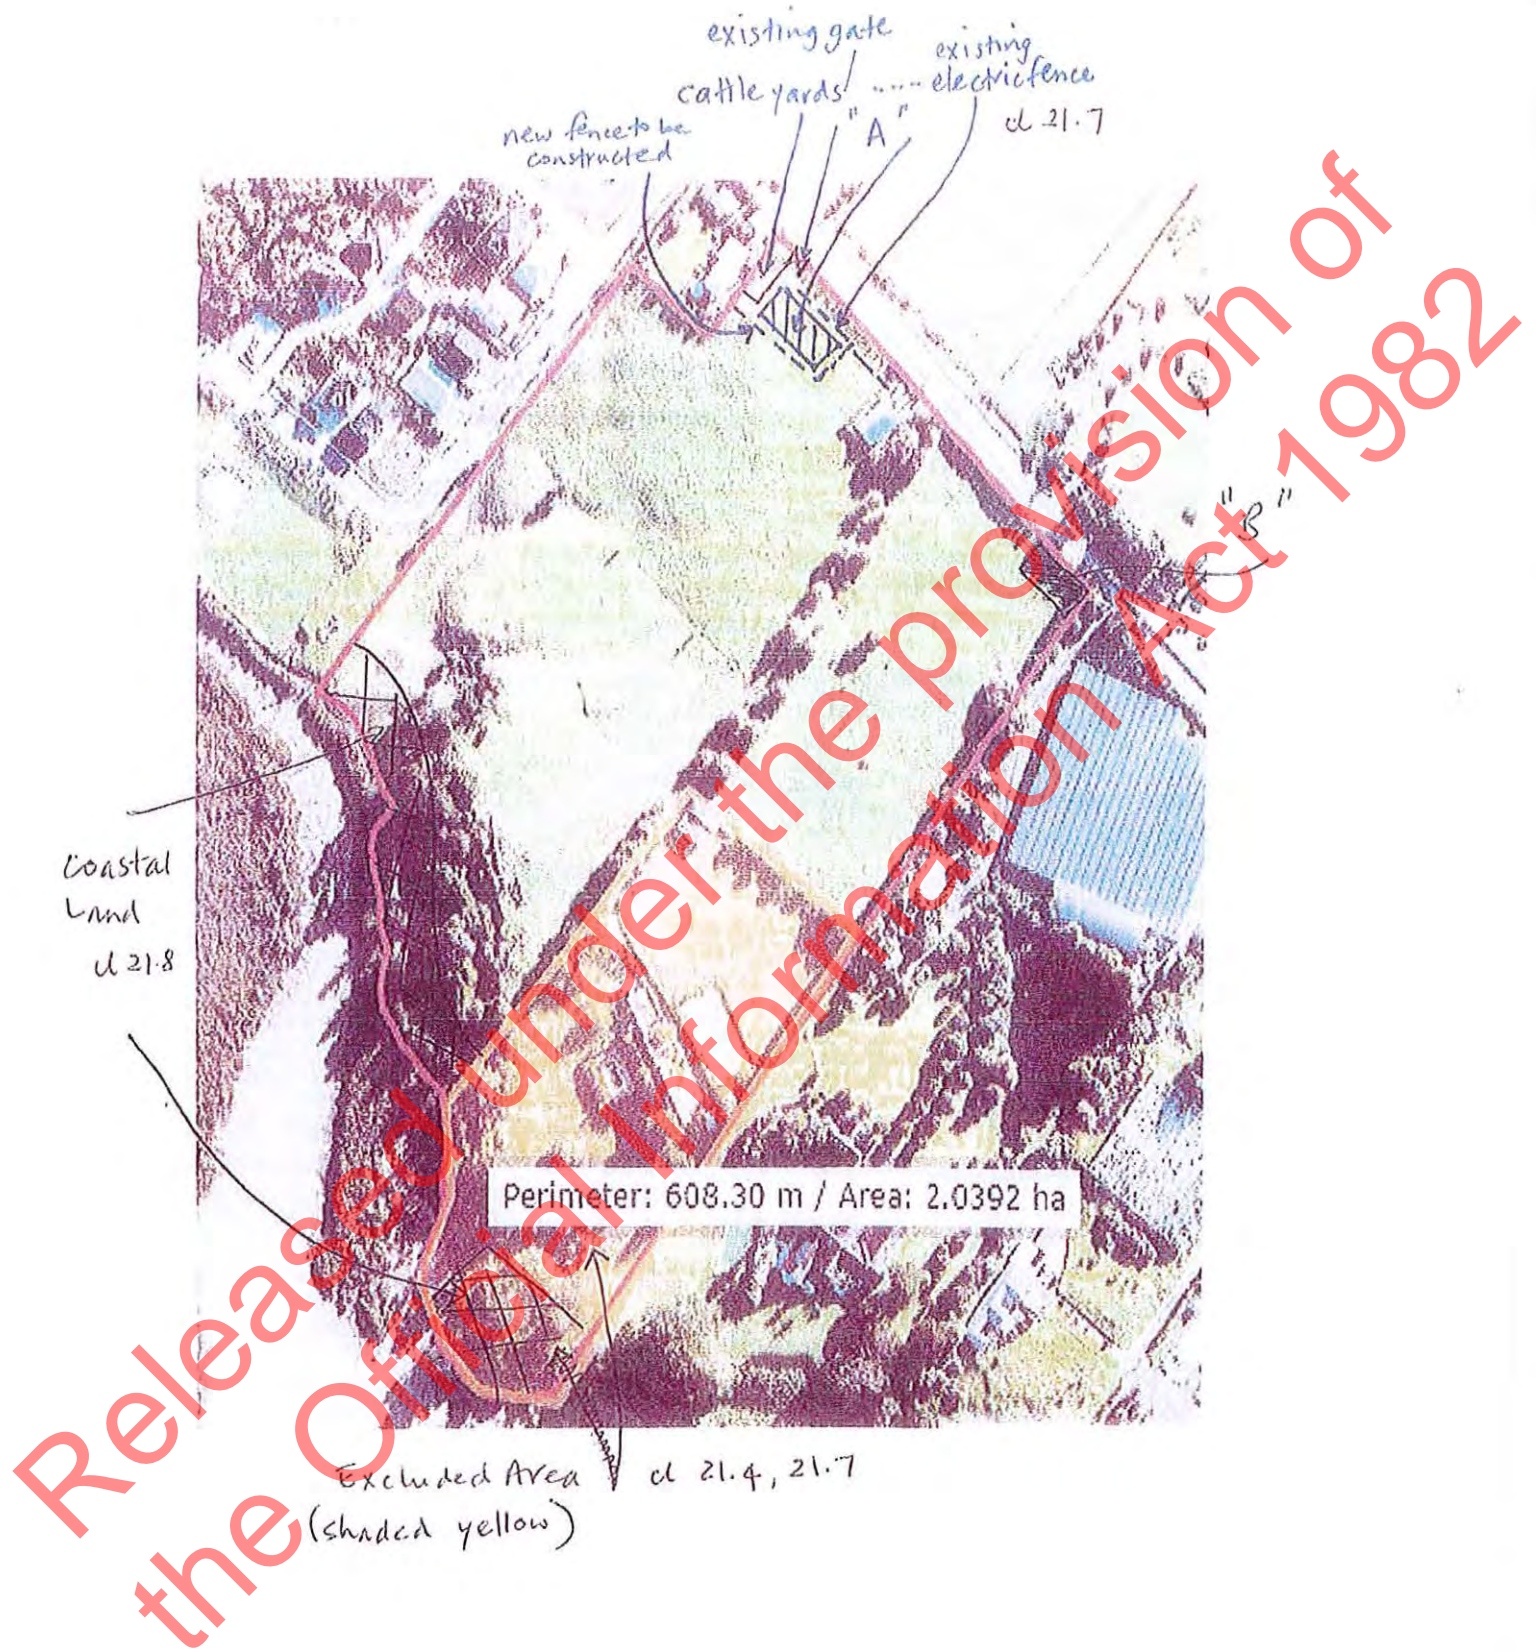 existing gate
existing
electric fence
cattle yards .....
"A"
cl 21.7
new fence to be
constructed
"B"
Coastal
Land
cl 21.8
Perimeter: 608.30 m / Area: 2.0392 ha
Excluded Area cl 21.4, 21.7
(shaded yellow)
Released under the provision of
the Official Information Act 1982